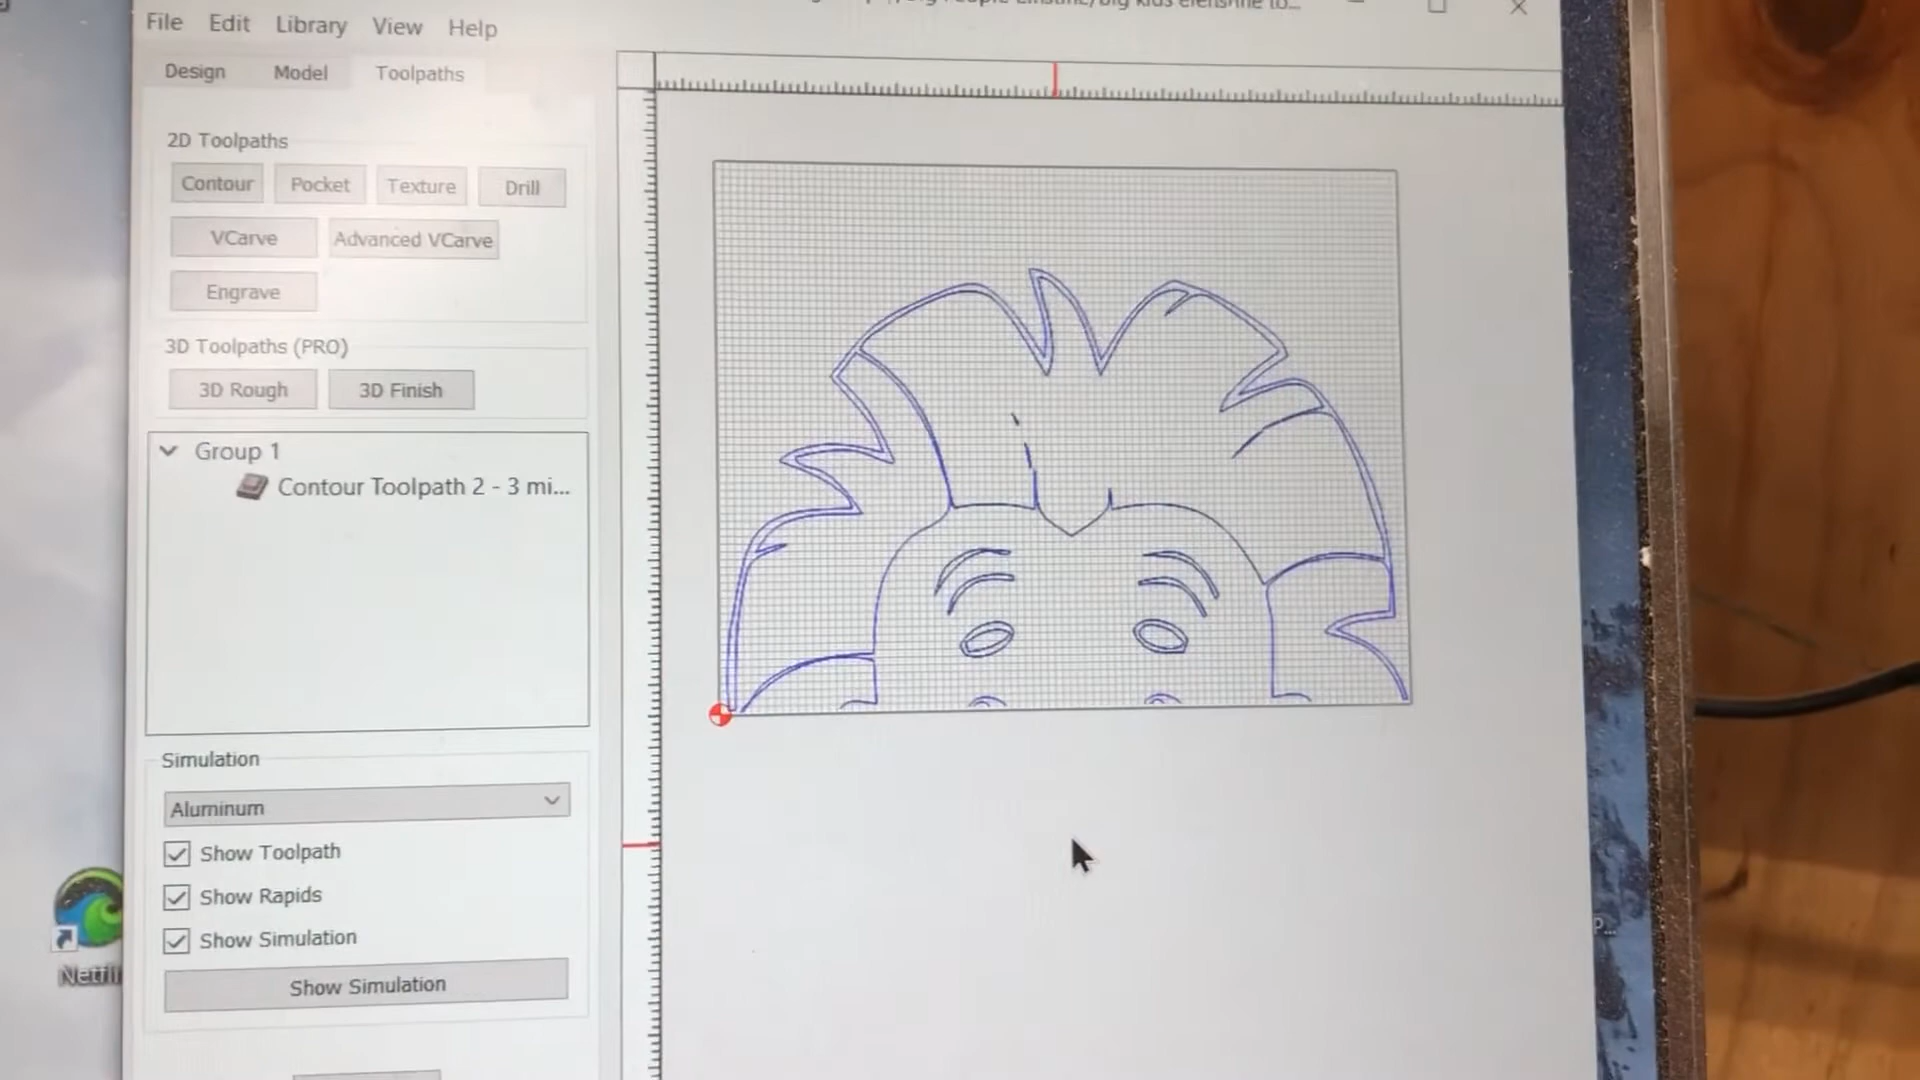 File Edit Library View Help
Design Model Toolpaths
2D Toolpaths
Contour Pocket Texture Drill
VCarve Advanced VCarve
Engrave
3D Toolpaths (PRO)
3D Rough 3D Finish
Group 1
Contour Toolpath 2 - 3 mi...
Simulation
Aluminum
Show Toolpath
Show Rapids
Show Simulation
Show Simulation
Netfli
P...